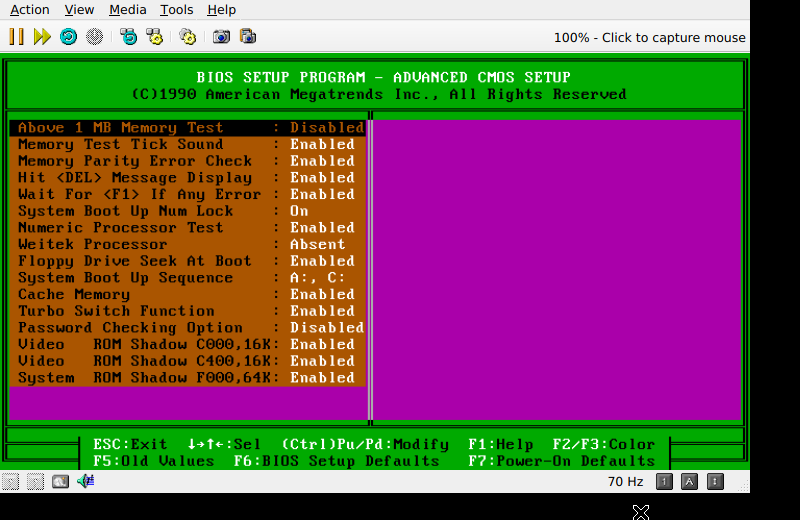 Action View Media Tools Help
100% - Click to capture mouse
BIOS SETUP PROGRAM - ADVANCED CMOS SETUP
(C)1990 American Megatrends Inc., All Rights Reserved
Above 1 MB Memory Test : Disabled
Memory Test Tick Sound : Enabled
Memory Parity Error Check : Enabled
Hit <DEL> Message Display : Enabled
Wait For <F1> If Any Error : Enabled
System Boot Up Num Lock : On
Numeric Processor Test : Enabled
Weitek Processor : Absent
Floppy Drive Seek At Boot : Enabled
System Boot Up Sequence : A:, C:
Cache Memory : Enabled
Turbo Switch Function : Enabled
Password Checking Option : Disabled
Video ROM Shadow C000,16K: Enabled
Video ROM Shadow C400,16K: Enabled
System ROM Shadow F000,64K: Enabled
ESC:Exit ↓→↑←:Sel (Ctrl)Pu/Pd:Modify F1:Help F2/F3:Color
F5:Old Values F6:BIOS Setup Defaults F7:Power-On Defaults
70 Hz 1 A